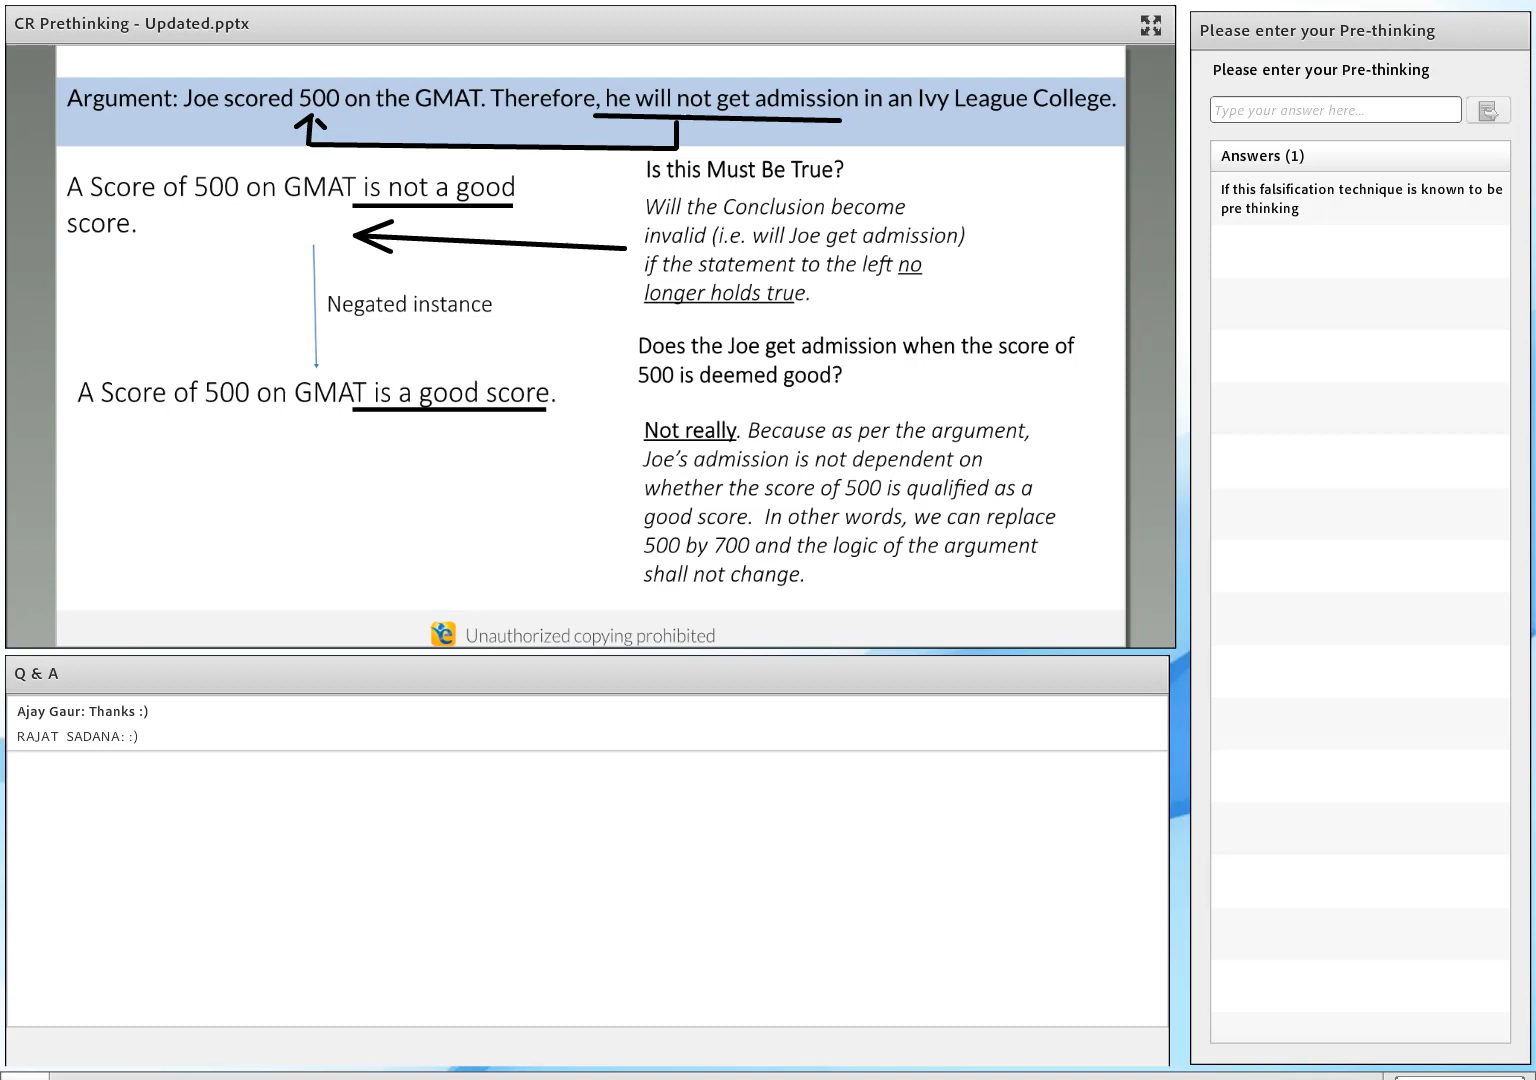 CR Prethinking - Updated.pptx
Argument: Joe scored 500 on the GMAT. Therefore, he will not get admission in an Ivy League College.
A Score of 500 on GMAT is not a good
score.
Negated instance
A Score of 500 on GMAT is a good score.
Is this Must Be True?
Will the Conclusion become
invalid (i.e. will Joe get admission)
if the statement to the left no
longer holds true.
Does the Joe get admission when the score of
500 is deemed good?
Not really. Because as per the argument,
Joe's admission is not dependent on
whether the score of 500 is qualified as a
good score.  In other words, we can replace
500 by 700 and the logic of the argument
shall not change.
Unauthorized copying prohibited
Q & A
Ajay Gaur: Thanks :)
RAJAT SADANA: :)
Please enter your Pre-thinking
Please enter your Pre-thinking
Type your answer here...
Answers (1)
If this falsification technique is known to be
pre thinking